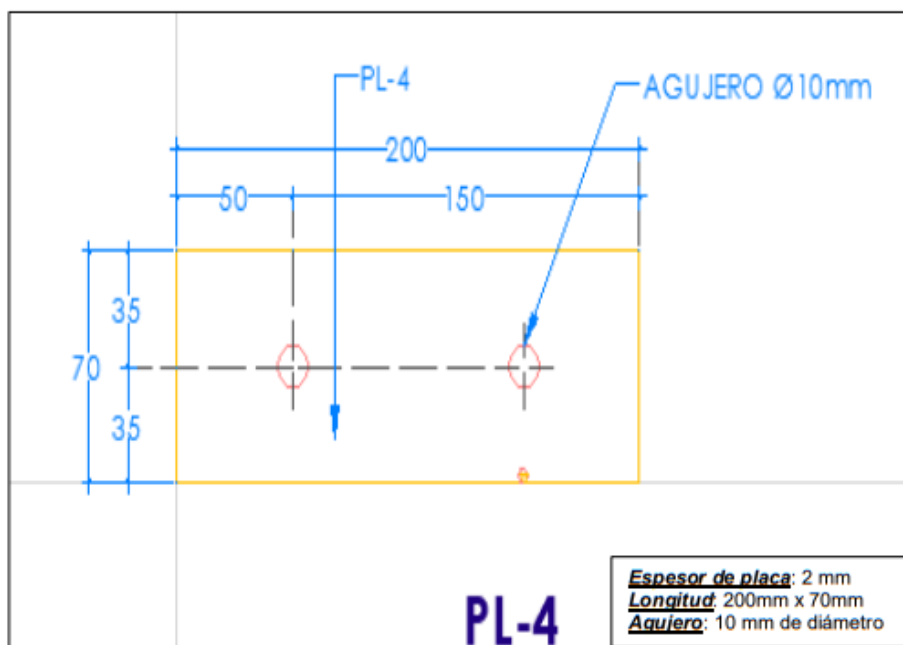 PL-4
AGUJERO Ø10mm
200
50
150
35
70
35
PL-4
Espesor de placa: 2 mm
Longitud: 200mm x 70mm
Agujero: 10 mm de diámetro